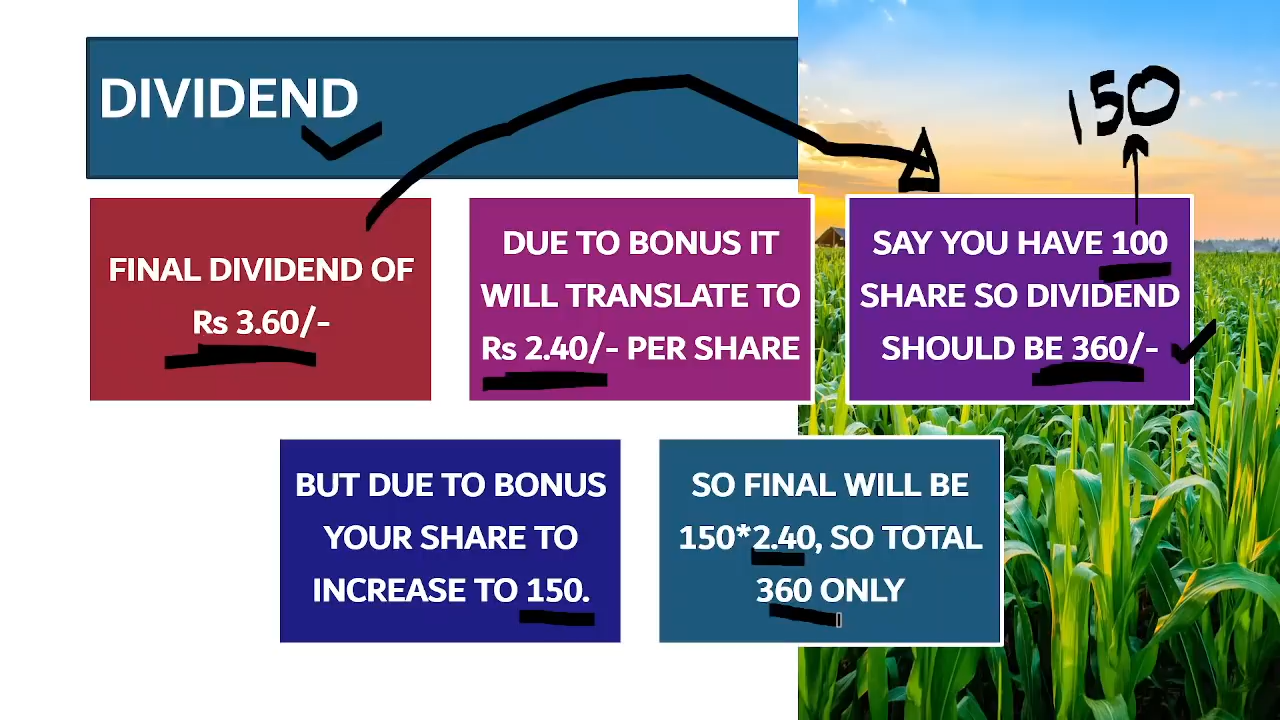 DIVIDEND
150
FINAL DIVIDEND OF
Rs 3.60/-
DUE TO BONUS IT
WILL TRANSLATE TO
Rs 2.40/- PER SHARE
SAY YOU HAVE 100
SHARE SO DIVIDEND
SHOULD BE 360/-
BUT DUE TO BONUS
YOUR SHARE TO
INCREASE TO 150.
SO FINAL WILL BE
150*2.40, SO TOTAL
360 ONLY